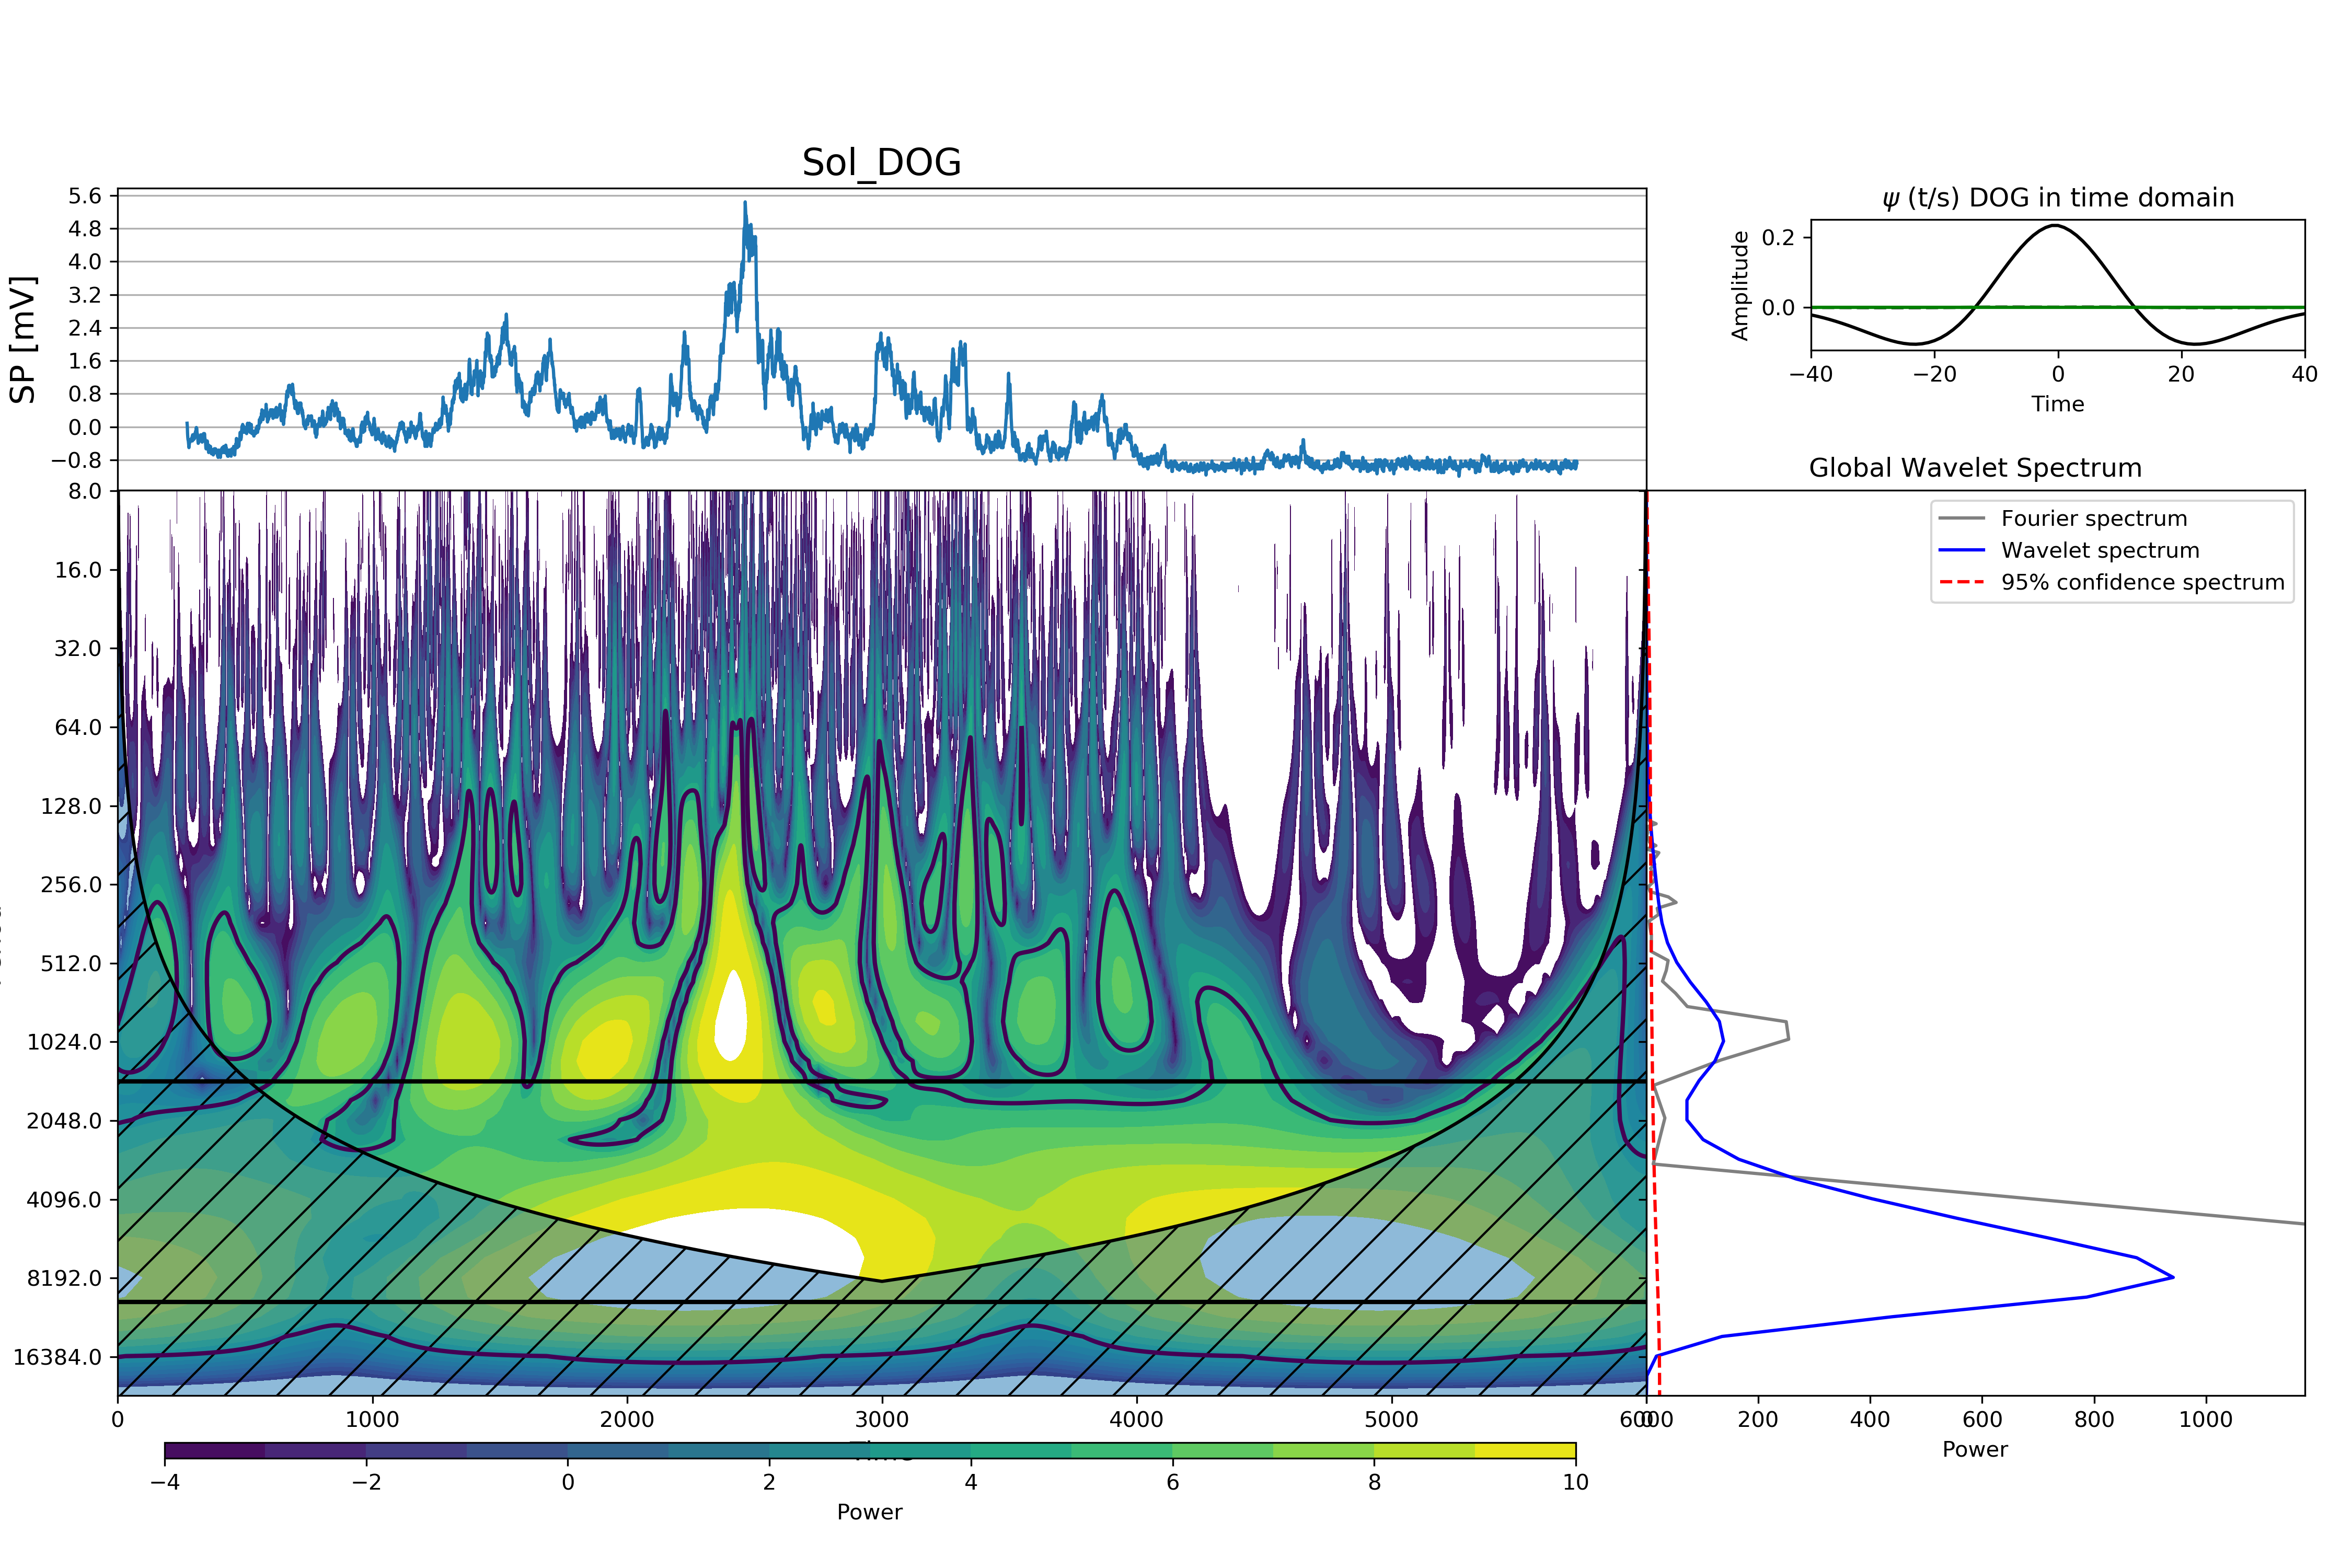 Sol_DOG
SP [mV]
5.6
4.8
4.0
3.2
2.4
1.6
0.8
0.0
−0.8
ψ (t/s) DOG in time domain
Amplitude
0.2
0.0
−40 −20 0 20 40
Time
Global Wavelet Spectrum
Fourier spectrum
Wavelet spectrum
95% confidence spectrum
8.0
16.0
32.0
64.0
128.0
256.0
512.0
1024.0
2048.0
4096.0
8192.0
16384.0
0 1000 2000 3000 4000 5000 6000
0 200 400 600 800 1000
Power
−4 −2 0 2 4 6 8 10
Power